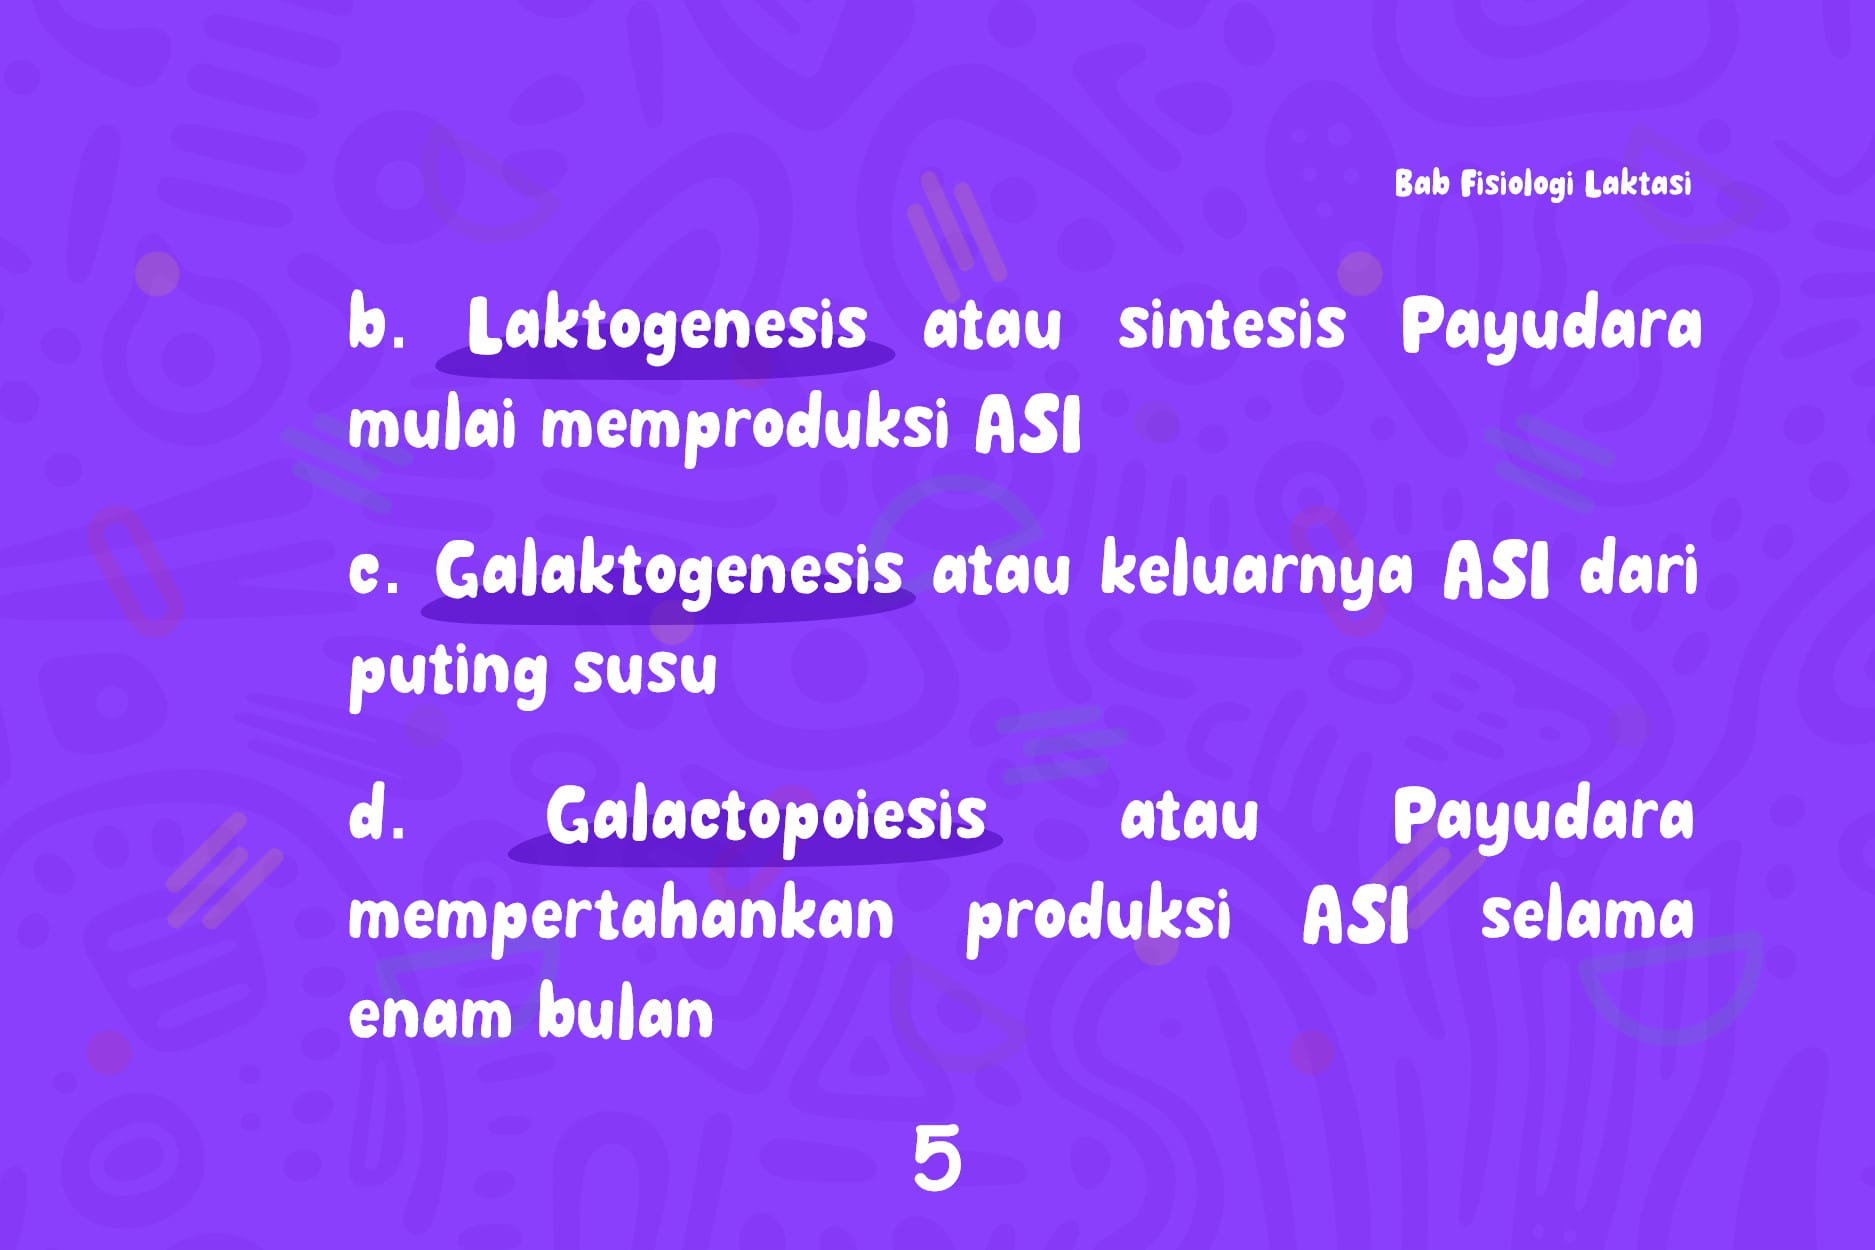 Bab Fisiologi Laktasi
b. Laktogenesis atau sintesis Payudara
mulai memproduksi ASI
c. Galaktogenesis atau keluarnya ASI dari
puting susu
d. Galactopoiesis atau Payudara
mempertahankan produksi ASI selama
enam bulan
5